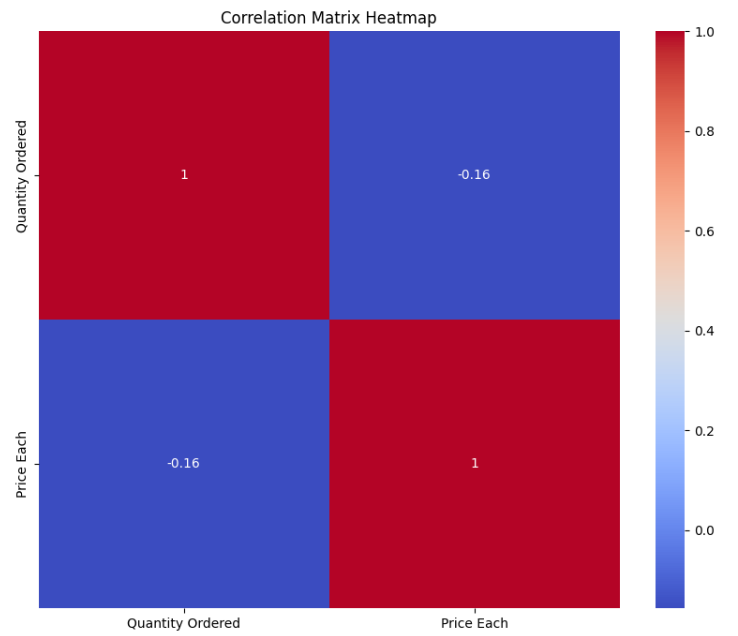 Correlation Matrix Heatmap
Quantity Ordered
1
-0.16
Price Each
-0.16
1
Quantity Ordered
Price Each
1.0
0.8
0.6
0.4
0.2
0.0